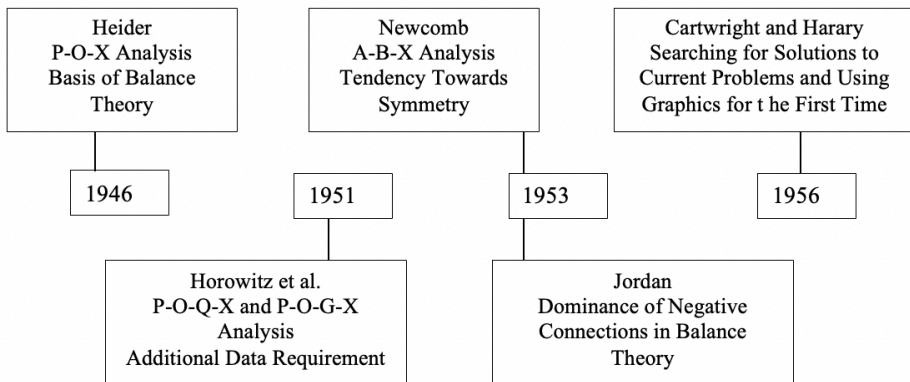 Heider
P-O-X Analysis
Basis of Balance
Theory
Newcomb
A-B-X Analysis
Tendency Towards
Symmetry
Cartwright and Harary
Searching for Solutions to
Current Problems and Using
Graphics for t he First Time
1946
1951
1953
1956
Horowitz et al.
P-O-Q-X and P-O-G-X
Analysis
Additional Data Requirement
Jordan
Dominance of Negative
Connections in Balance
Theory